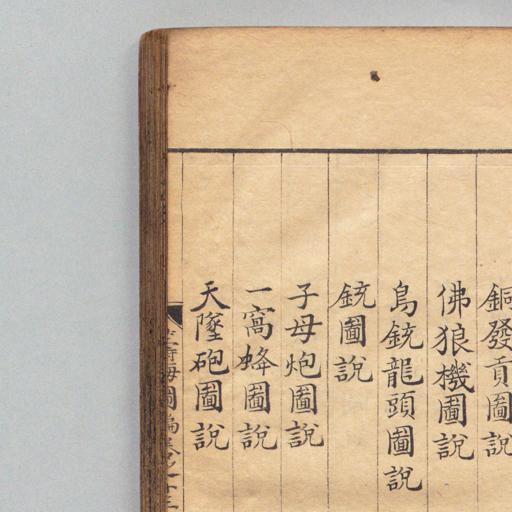 銅發貢圖說
佛狼機圖說
鳥銃龍頭圖說
銃圖說
子母炮圖說
一窩蜂圖說
天墜砲圖說
籌海圖編卷之十三